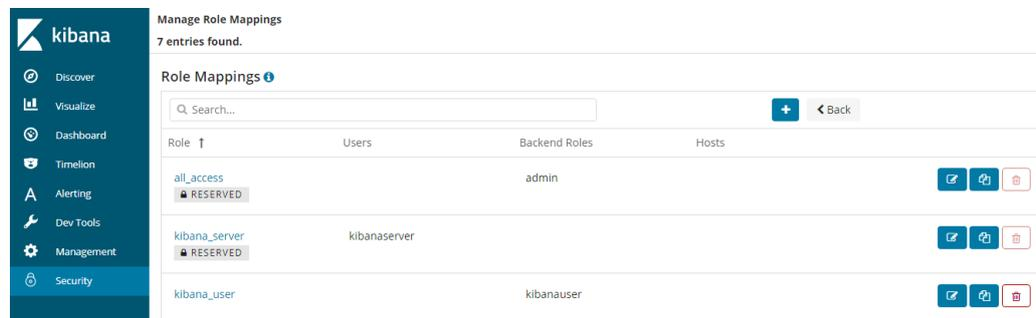 kibana
Discover
Visualize
Dashboard
Timelion
Alerting
Dev Tools
Management
Security
Manage Role Mappings
7 entries found.
Role Mappings
Search...
Back
Role Users Backend Roles Hosts
all_access admin
RESERVED
kibana_server kibanaserver
RESERVED
kibana_user kibanauser